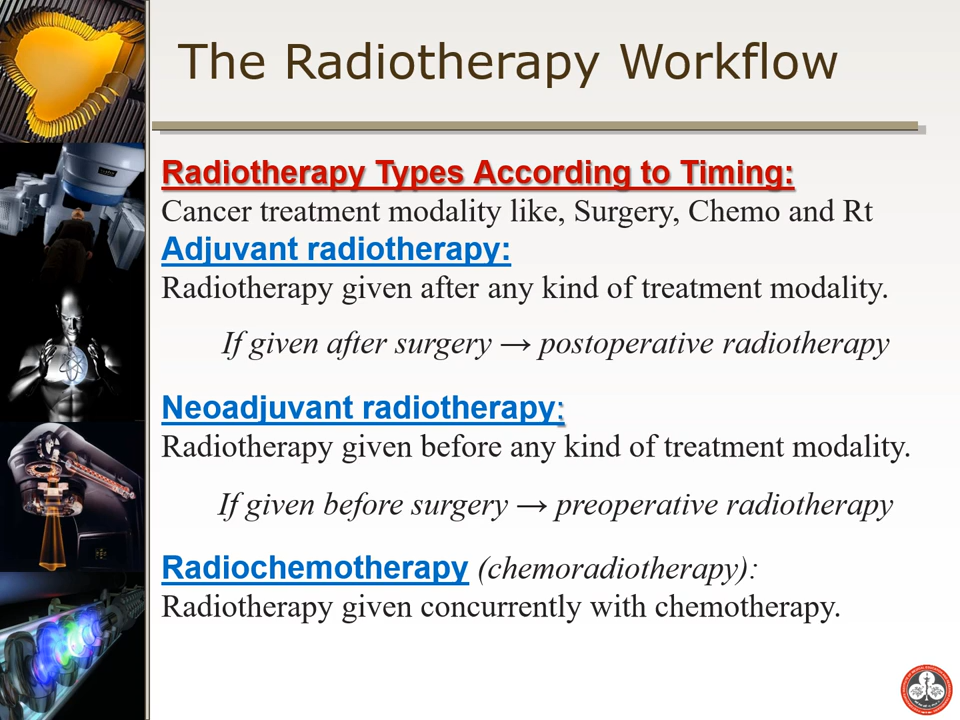 The Radiotherapy Workflow
Radiotherapy Types According to Timing:
Cancer treatment modality like, Surgery, Chemo and Rt
Adjuvant radiotherapy:
Radiotherapy given after any kind of treatment modality.
If given after surgery → postoperative radiotherapy
Neoadjuvant radiotherapy:
Radiotherapy given before any kind of treatment modality.
If given before surgery → preoperative radiotherapy
Radiochemotherapy (chemoradiotherapy):
Radiotherapy given concurrently with chemotherapy.